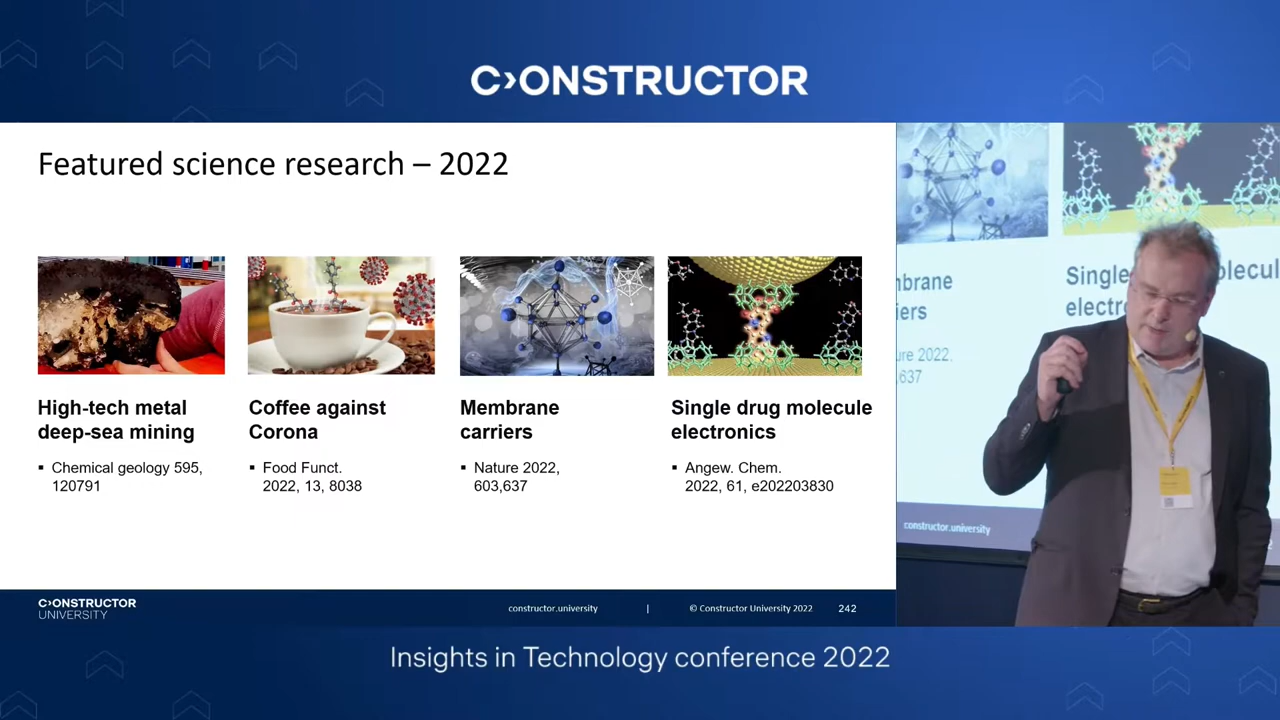 C›ONSTRUCTOR
Featured science research – 2022
High-tech metal
deep-sea mining
▪ Chemical geology 595,
120791
Coffee against
Corona
▪ Food Funct.
2022, 13, 8038
Membrane
carriers
▪ Nature 2022,
603,637
Single drug molecule
electronics
▪ Angew. Chem.
2022, 61, e202203830
C›ONSTRUCTOR
UNIVERSITY
constructor.university | © Constructor University 2022 242
mbrane
iers
ure 2022,
,637
Single molecul
electr
constructor.university
Insights in Technology conference 2022